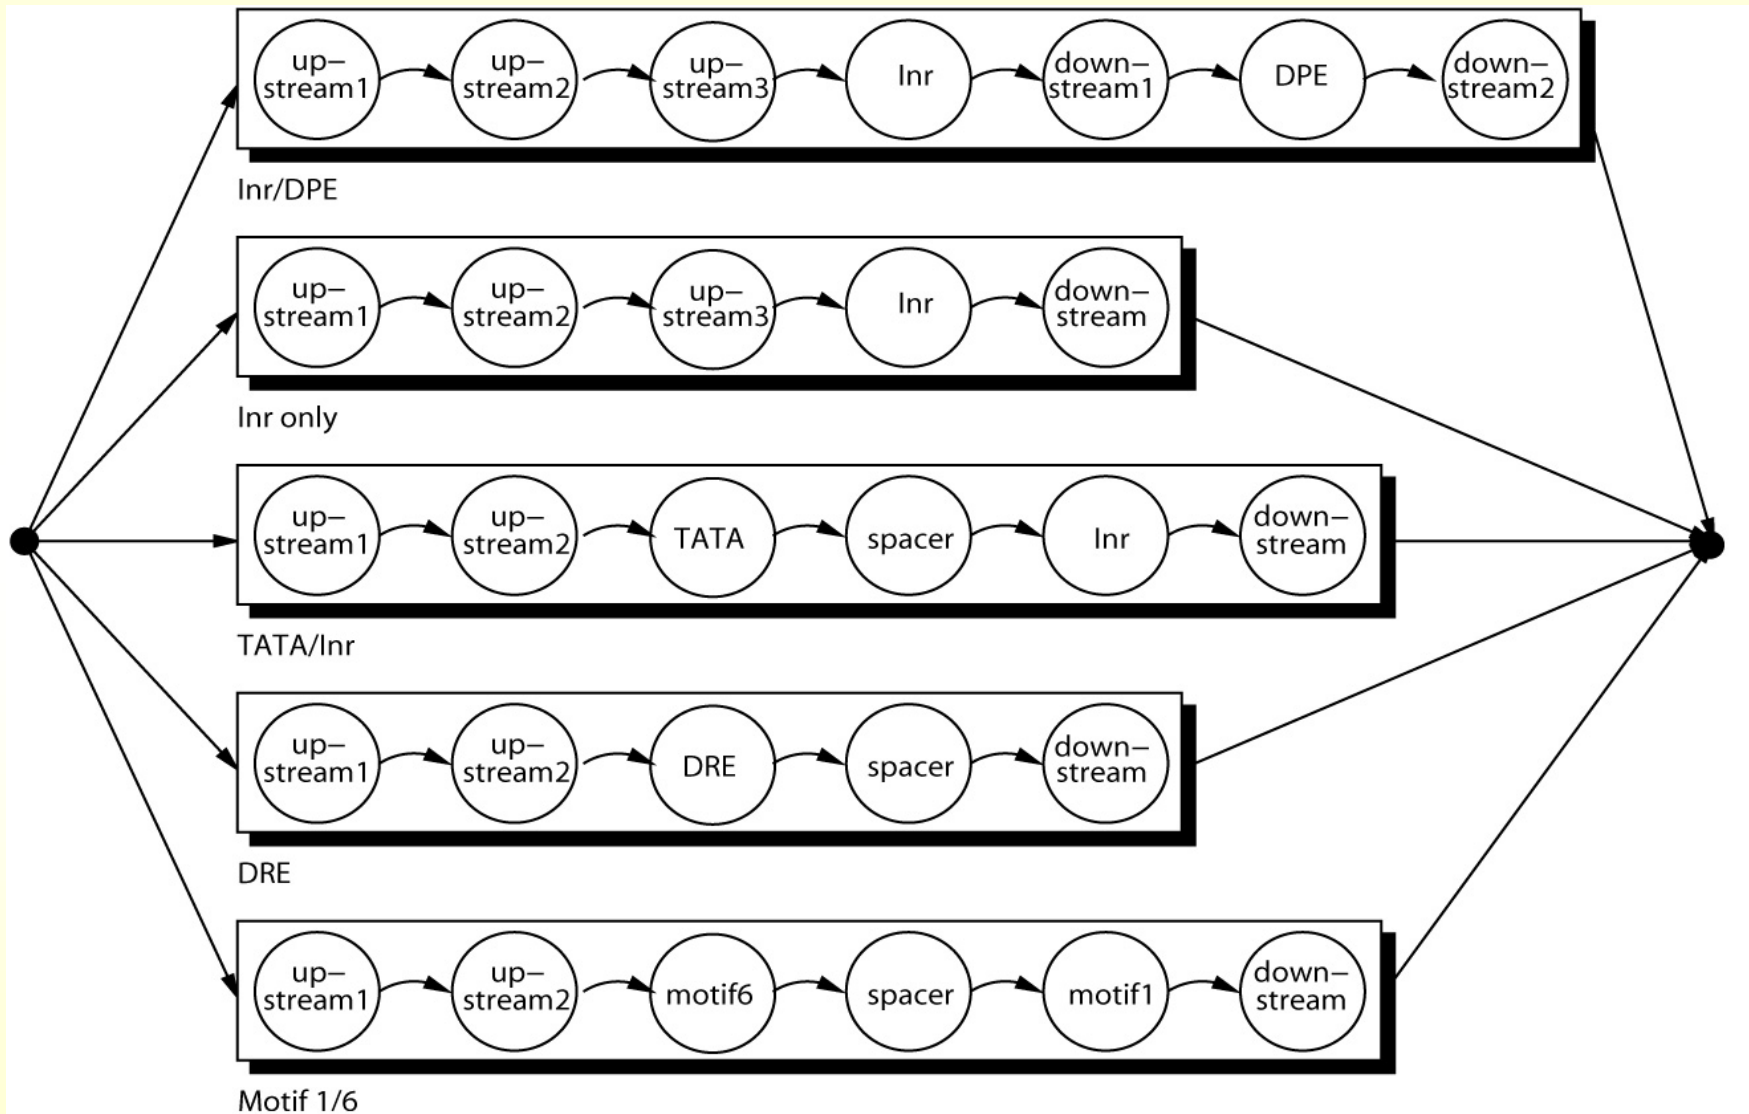 up–
stream1
up–
stream2
up–
stream3
Inr
down–
stream1
DPE
down–
stream2
Inr/DPE
up–
stream1
up–
stream2
up–
stream3
Inr
down–
stream
Inr only
up–
stream1
up–
stream2
TATA
spacer
Inr
down–
stream
TATA/Inr
up–
stream1
up–
stream2
DRE
spacer
down–
stream
DRE
up–
stream1
up–
stream2
motif6
spacer
motif1
down–
stream
Motif 1/6